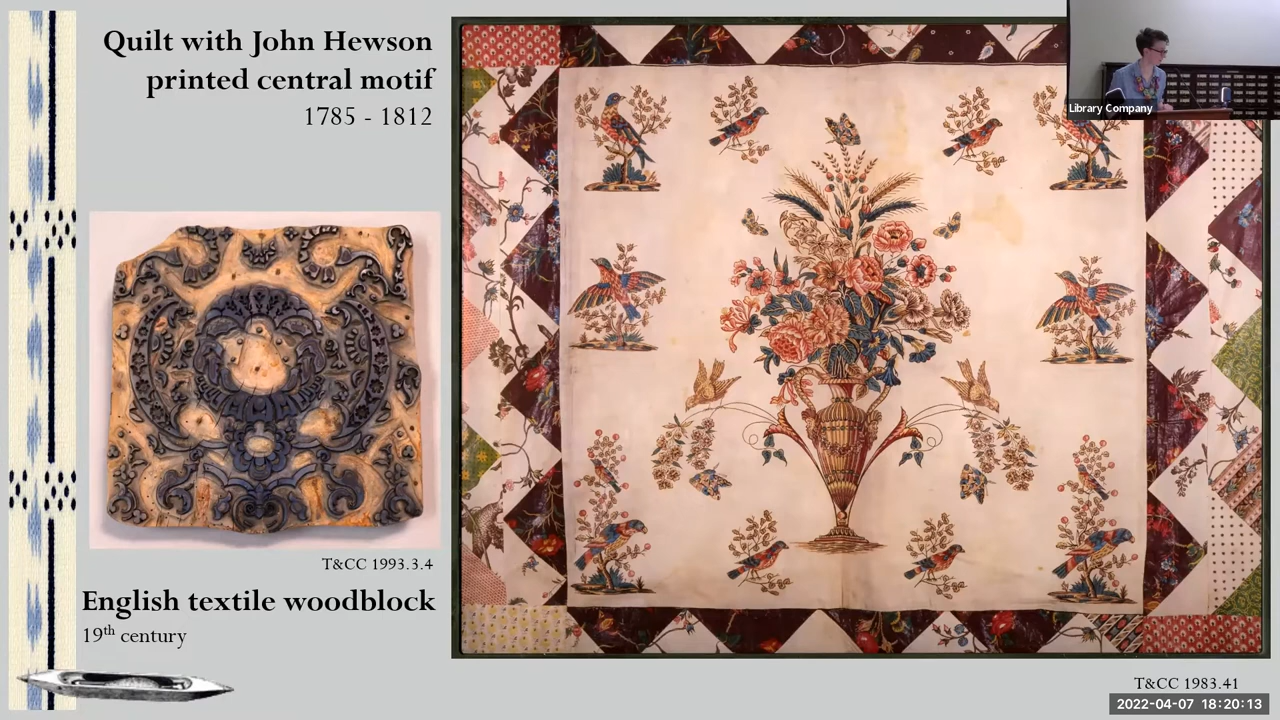 Quilt with John Hewson
printed central motif
1785 - 1812
T&CC 1993.3.4
English textile woodblock
19th century
Library Company
T&CC 1983.41
2022-04-07 18:20:13